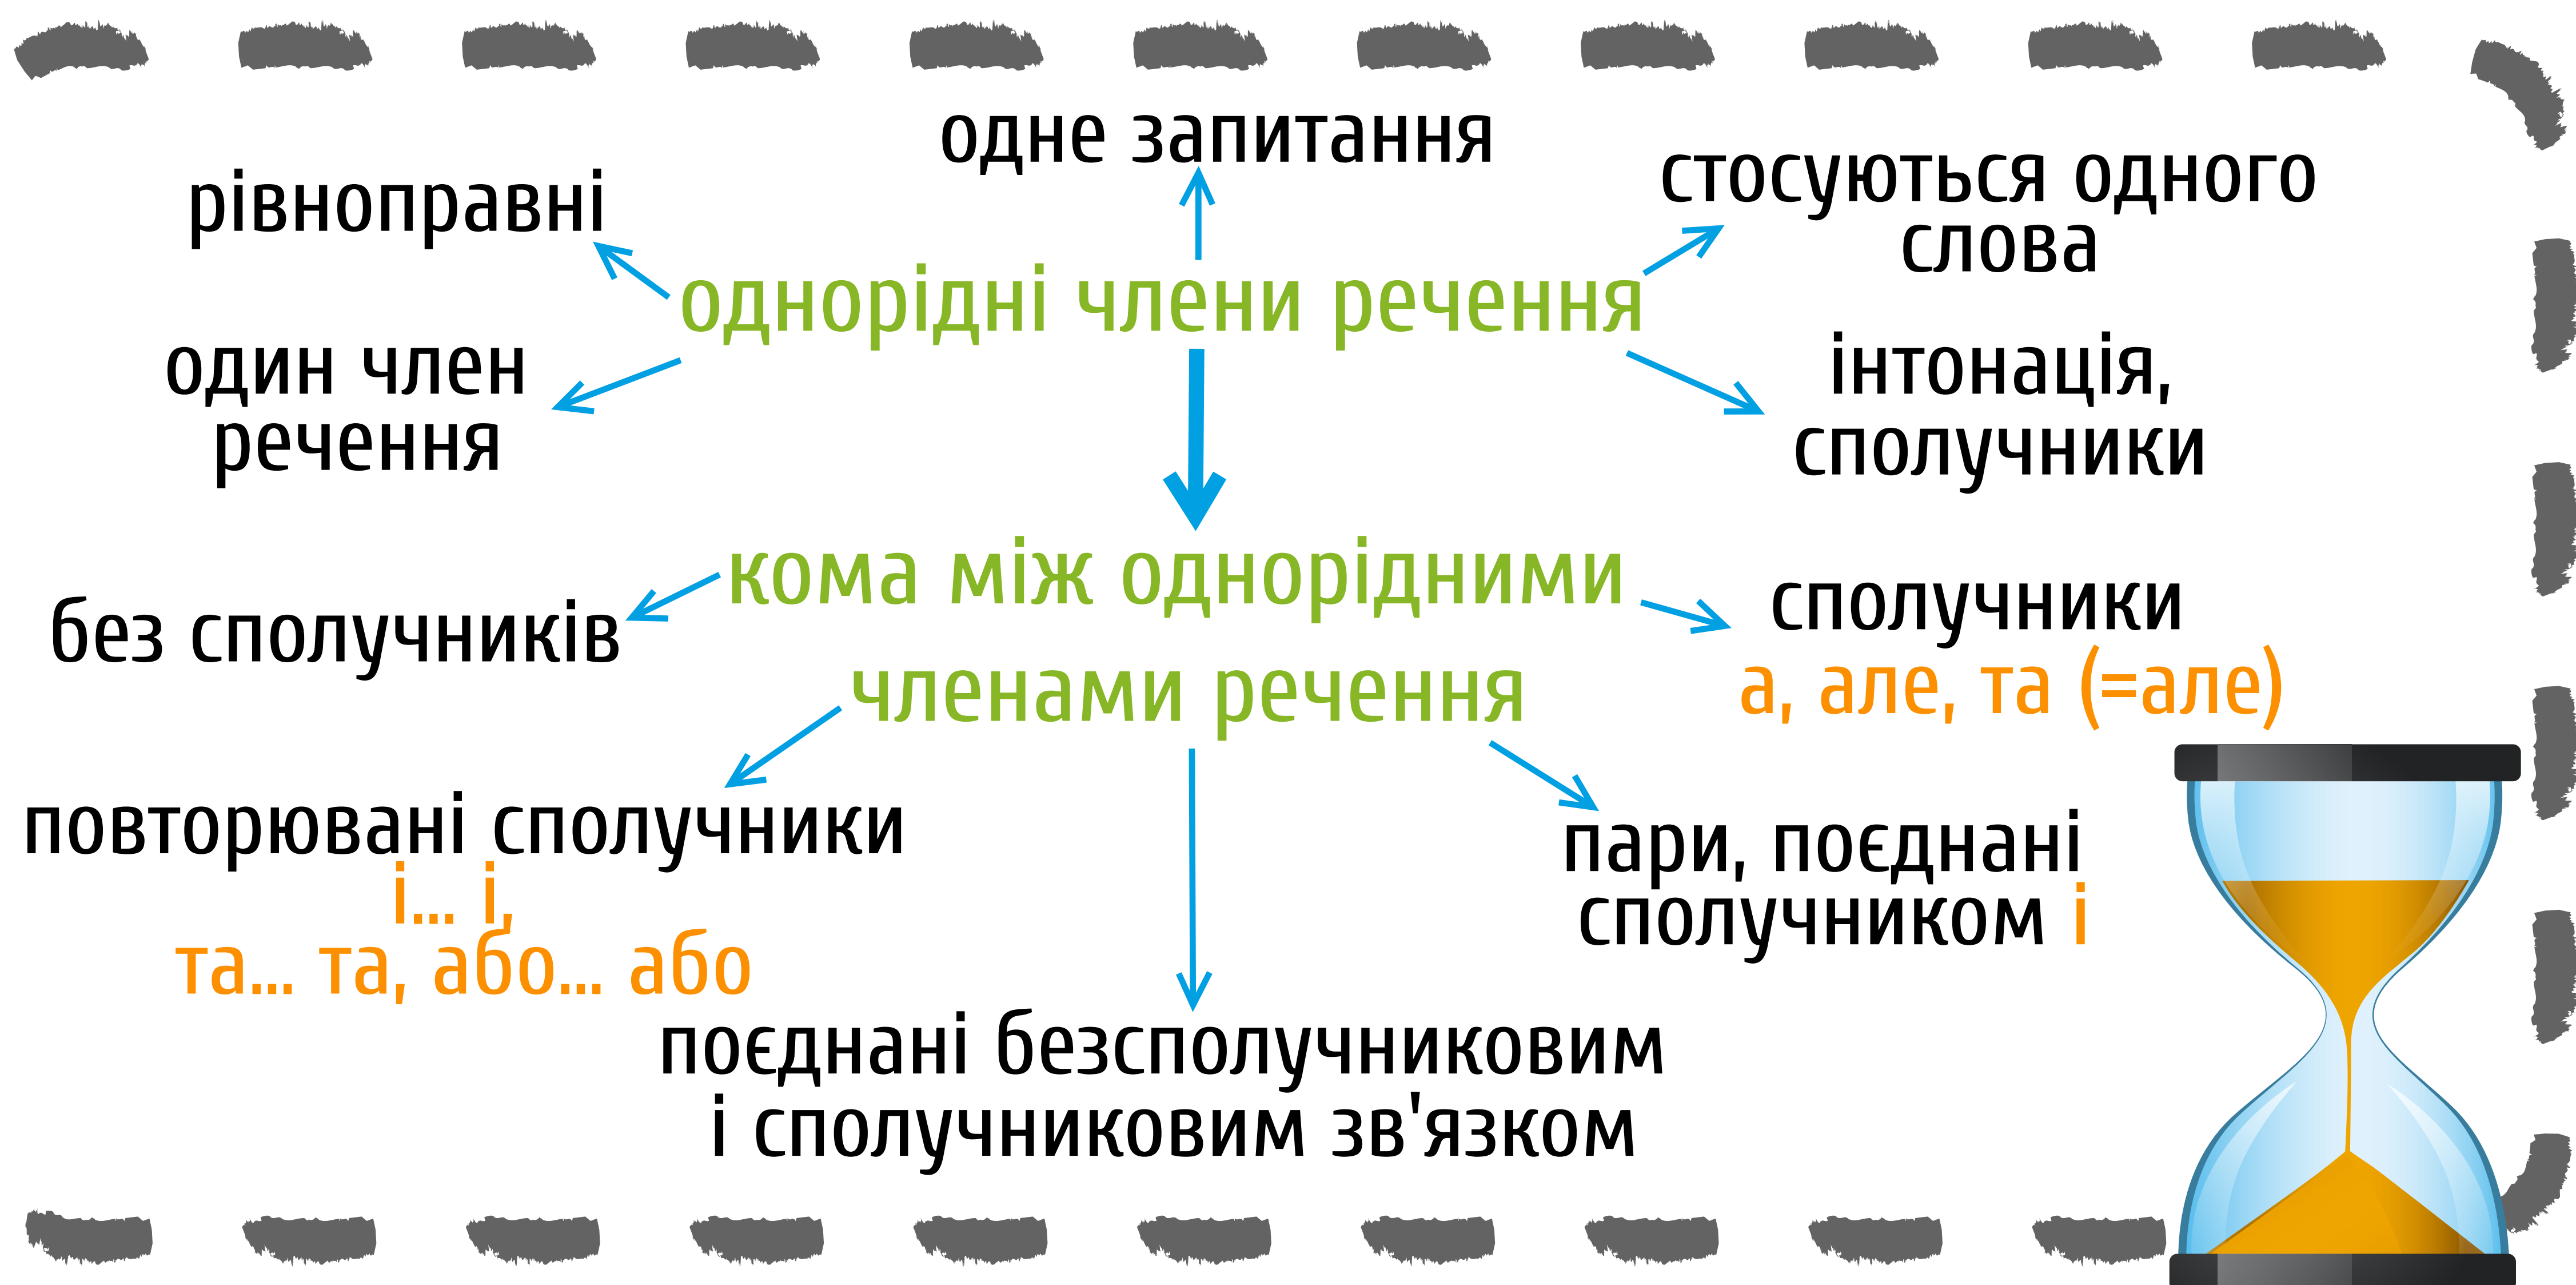 одне запитання
рівноправні
стосуються одного
слова
однорідні члени речення
один член
речення
інтонація,
сполучники
кома між однорідними
членами речення
без сполучників
сполучники
а, але, та (=але)
повторювані сполучники
і... і,
та... та, або... або
пари, поєднані
сполучником і
поєднані безсполучниковим
і сполучниковим зв'язком